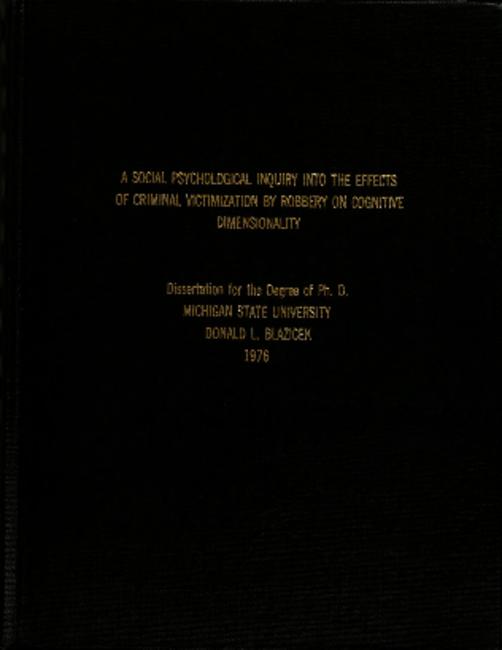 A SOCIAL PSYCHOLOGICAL INQUIRY INTO THE EFFECTS
OF CRIMINAL VICTIMIZATION BY ROBBERY ON COGNITIVE
DIMENSIONALITY
Dissertation for the Degree of Ph. D.
MICHIGAN STATE UNIVERSITY
DONALD L. BLAZICEK
1976